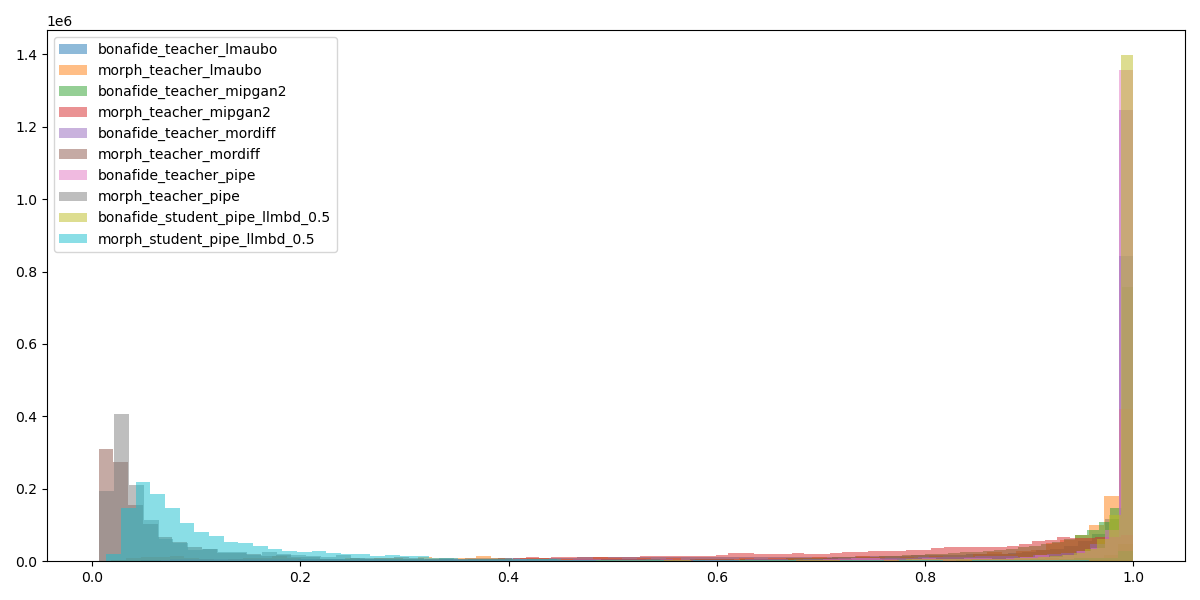 1e6
1.4
1.2
1.0
0.8
0.6
0.4
0.2
0.0
bonafide_teacher_lmaubo
morph_teacher_lmaubo
bonafide_teacher_mipgan2
morph_teacher_mipgan2
bonafide_teacher_mordiff
morph_teacher_mordiff
bonafide_teacher_pipe
morph_teacher_pipe
bonafide_student_pipe_llmbd_0.5
morph_student_pipe_llmbd_0.5
0.0 0.2 0.4 0.6 0.8 1.0